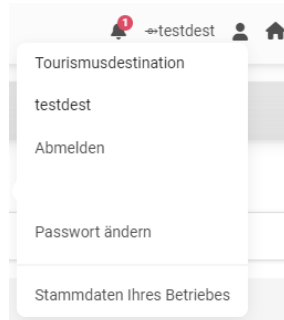 1
testdest
Tourismusdestination
testdest
Abmelden
Passwort ändern
Stammdaten Ihres Betriebes